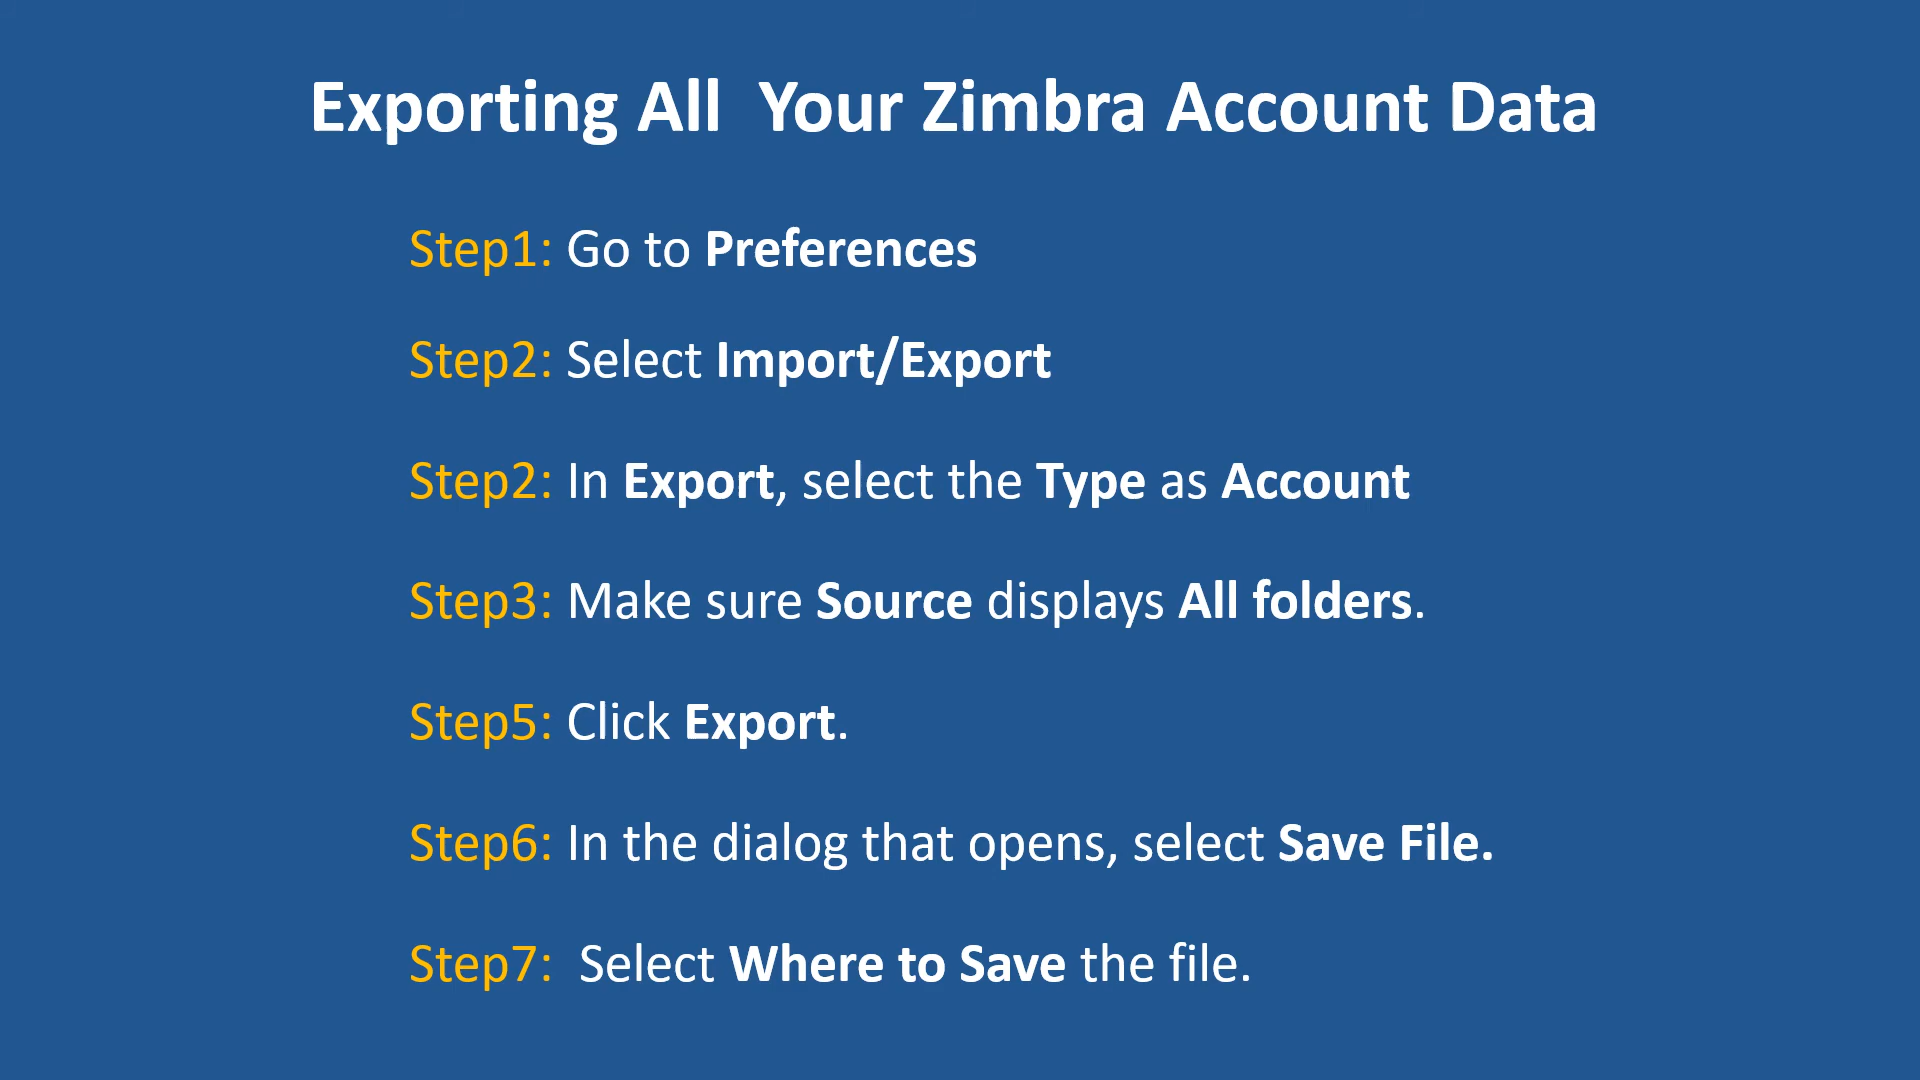 Exporting All  Your Zimbra Account Data
Step1: Go to Preferences
Step2: Select Import/Export
Step2: In Export, select the Type as Account
Step3: Make sure Source displays All folders.
Step5: Click Export.
Step6: In the dialog that opens, select Save File.
Step7:  Select Where to Save the file.